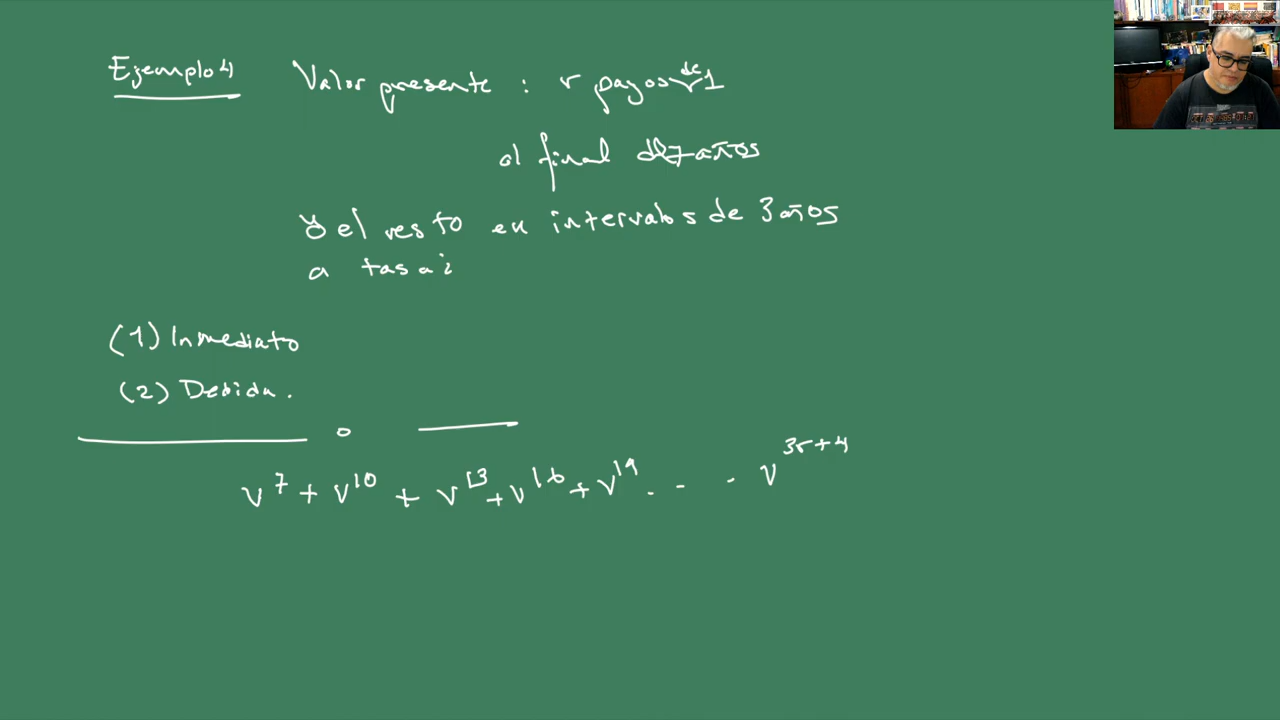 Ejemplo 4 Valor presente : r pagos de 1
al final del 7 años
y el resto en intervalos de 3 años
a tasa i
(1) Inmediato
(2) Debida.
v^7 + v^10 + v^13 + v^16 + v^19 . - - v^3r+4